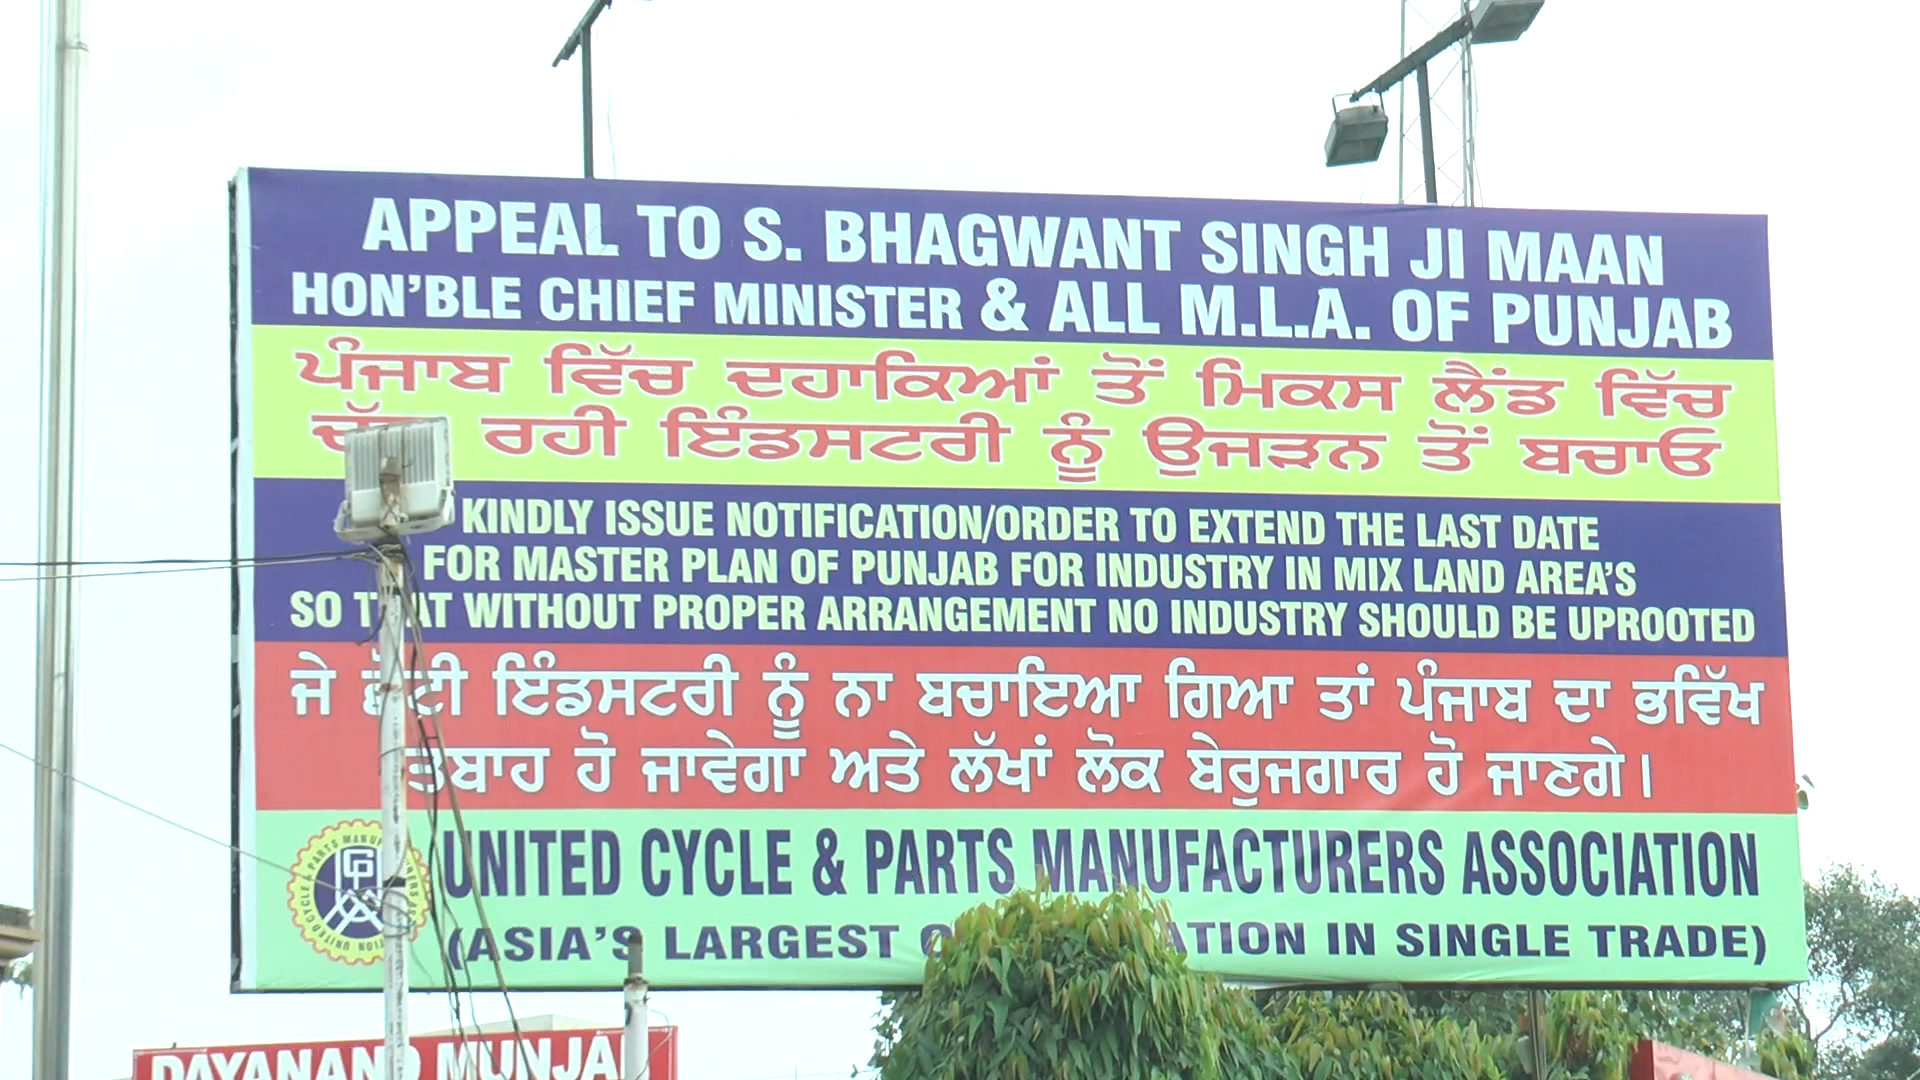 APPEAL TO S. BHAGWANT SINGH JI MAAN
HON'BLE CHIEF MINISTER & ALL M.L.A. OF PUNJAB
ਪੰਜਾਬ ਵਿੱਚ ਦਹਾਕਿਆਂ ਤੋਂ ਮਿਕਸ ਲੈਂਡ ਵਿੱਚ
ਰਹੀ ਇੰਡਸਟਰੀ ਨੂੰ ਉਜੜਨ ਤੋਂ ਬਚਾਓ
KINDLY ISSUE NOTIFICATION/ORDER TO EXTEND THE LAST DATE
FOR MASTER PLAN OF PUNJAB FOR INDUSTRY IN MIX LAND AREA'S
SO THAT WITHOUT PROPER ARRANGEMENT NO INDUSTRY SHOULD BE UPROOTED
ਜੇ ਛੋਟੀ ਇੰਡਸਟਰੀ ਨੂੰ ਨਾ ਬਚਾਇਆ ਗਿਆ ਤਾਂ ਪੰਜਾਬ ਦਾ ਭਵਿੱਖ
ਤਬਾਹ ਹੋ ਜਾਵੇਗਾ ਅਤੇ ਲੱਖਾਂ ਲੋਕ ਬੇਰੁਜਗਾਰ ਹੋ ਜਾਣਗੇ।
UNITED CYCLE & PARTS MANUFACTURERS ASSOCIATION
(ASIA'S LARGEST IN SINGLE TRADE)
DAYANAND MUNJAL